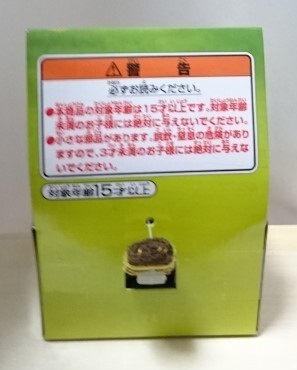 ⚠警告
必ずお読みください。
●本商品の対象年齢は15才以上です。対象年齢
未満のお子様には絶対に与えないでください。
●小さな部品があります。誤飲・窒息の危険があり
ますので、3才未満のお子様には絶対に与えな
いでください。
対象年齢15才以上